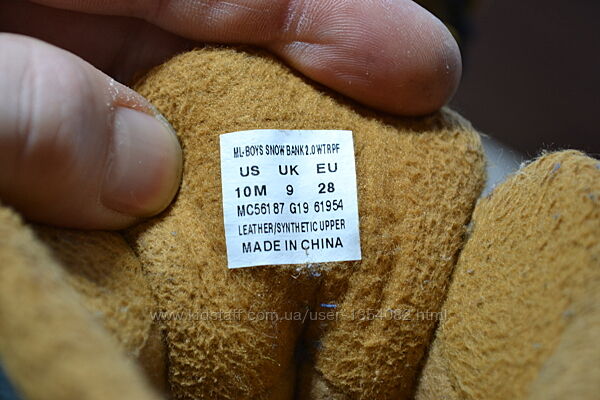 ML-BOYS SNOW BANK 2.0 WTRPF
US UK EU
10M 9 28
MC56187 G19 61954
LEATHER/SYNTHETIC UPPER
MADE IN CHINA
www.kidstaff.com.ua/user-1354082.html